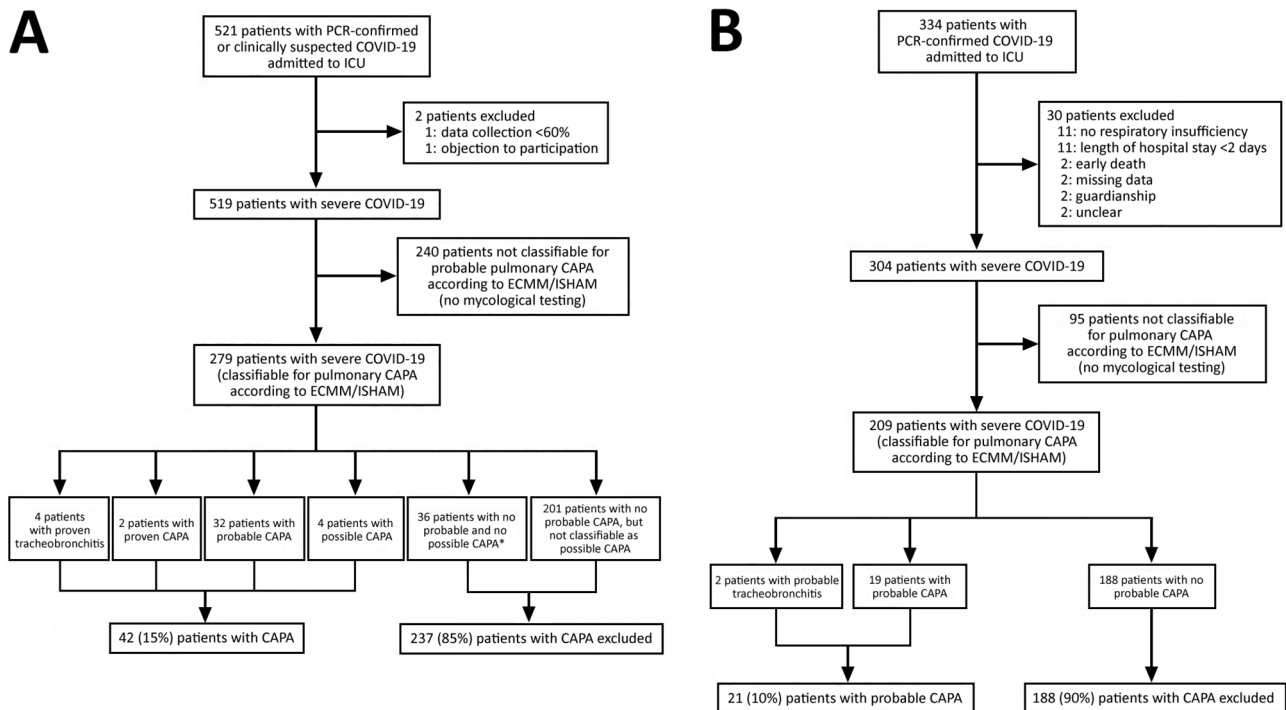 A
521 patients with PCR-confirmed
or clinically suspected COVID-19
admitted to ICU
2 patients excluded
1: data collection <60%
1: objection to participation
519 patients with severe COVID-19
240 patients not classifiable for
probable pulmonary CAPA
according to ECMM/ISHAM
(no mycological testing)
279 patients with severe COVID-19
(classifiable for pulmonary CAPA
according to ECMM/ISHAM)
4 patients
with proven
tracheobronchitis
2 patients with
proven CAPA
32 patients with
probable CAPA
4 patients with
possible CAPA
36 patients with no
probable and no
possible CAPA*
201 patients with no
probable CAPA, but
not classifiable as
possible CAPA
42 (15%) patients with CAPA
237 (85%) patients with CAPA excluded
B
334 patients with
PCR-confirmed COVID-19
admitted to ICU
30 patients excluded
11: no respiratory insufficiency
11: length of hospital stay <2 days
2: early death
2: missing data
2: guardianship
2: unclear
304 patients with severe COVID-19
95 patients not classifiable
for pulmonary CAPA
according to ECMM/ISHAM
(no mycological testing)
209 patients with severe COVID-19
(classifiable for pulmonary CAPA
according to ECMM/ISHAM)
2 patients with probable
tracheobronchitis
19 patients with
probable CAPA
188 patients with no
probable CAPA
21 (10%) patients with probable CAPA
188 (90%) patients with CAPA excluded